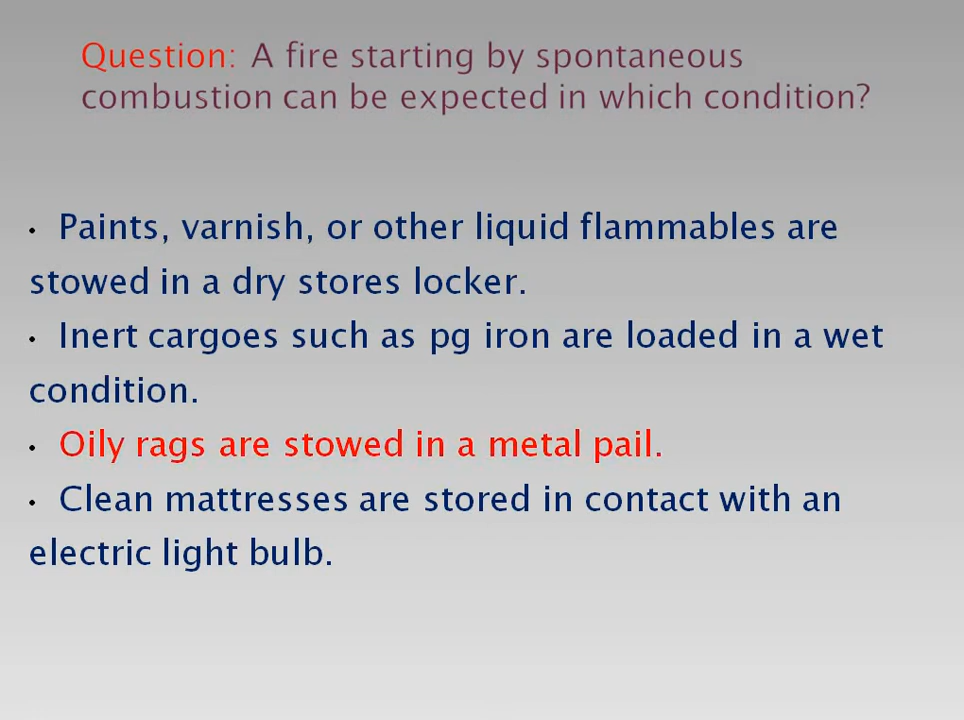 Question: A fire starting by spontaneous
combustion can be expected in which condition?
• Paints, varnish, or other liquid flammables are
stowed in a dry stores locker.
• Inert cargoes such as pg iron are loaded in a wet
condition.
• Oily rags are stowed in a metal pail.
• Clean mattresses are stored in contact with an
electric light bulb.